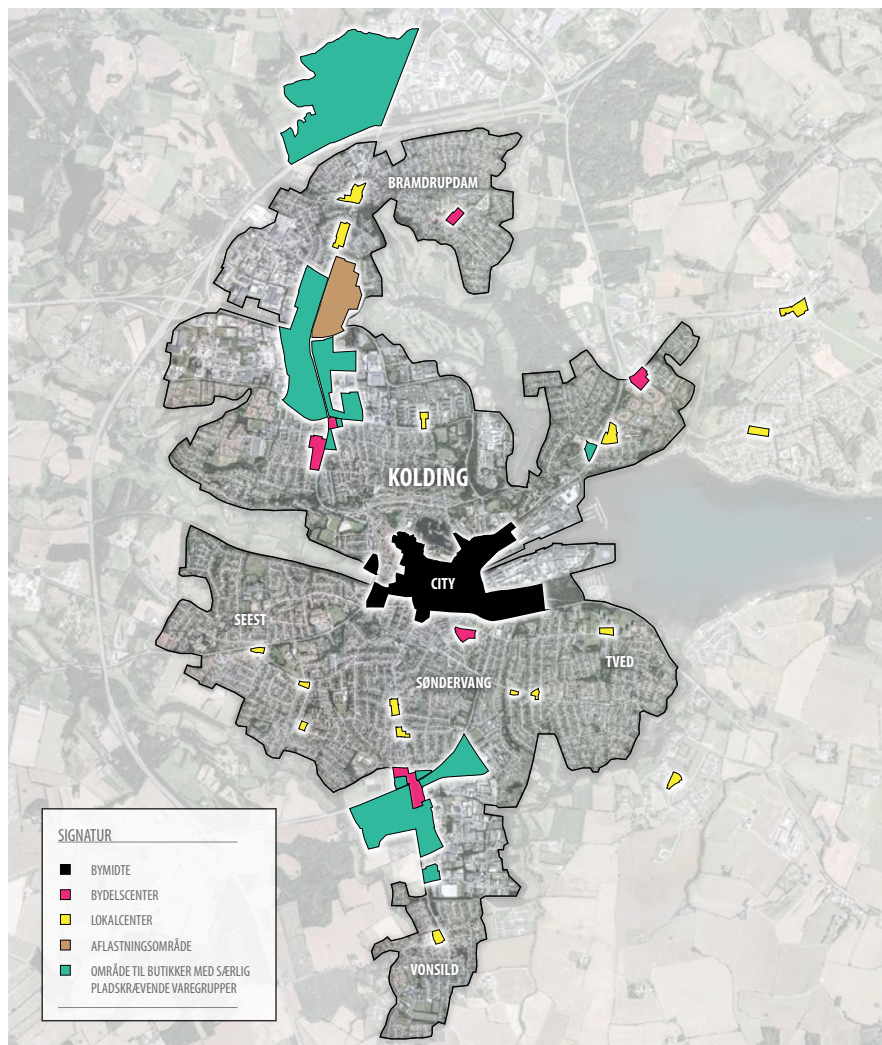 BRAMDRUPDAM
KOLDING
CITY
SEEST
TVED
SØNDERVANG
SIGNATUR
BYMIDTE
BYDELSCENTER
LOKALCENTER
AFLASTNINGSOMRÅDE
OMRÅDE TIL BUTIKKER MED SÆRLIG
PLADSKRÆVENDE VAREGRUPPER
VONSILD